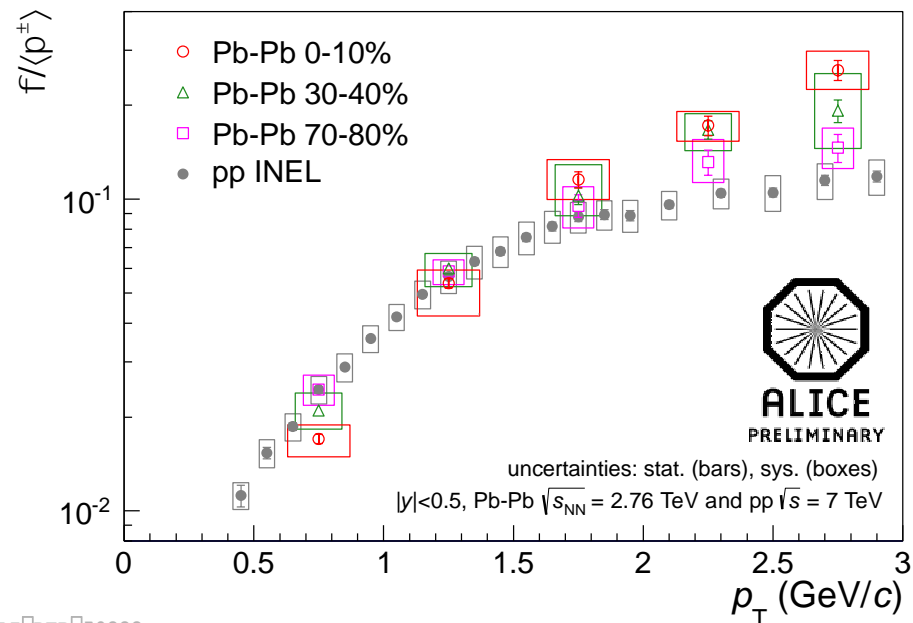 f/⟨p±⟩
Pb-Pb 0-10%
Pb-Pb 30-40%
Pb-Pb 70-80%
pp INEL
10⁻¹
10⁻²
ALICE
PRELIMINARY
uncertainties: stat. (bars), sys. (boxes)
|y|<0.5, Pb-Pb √sNN = 2.76 TeV and pp √s = 7 TeV
0 0.5 1 1.5 2 2.5 3
pT (GeV/c)